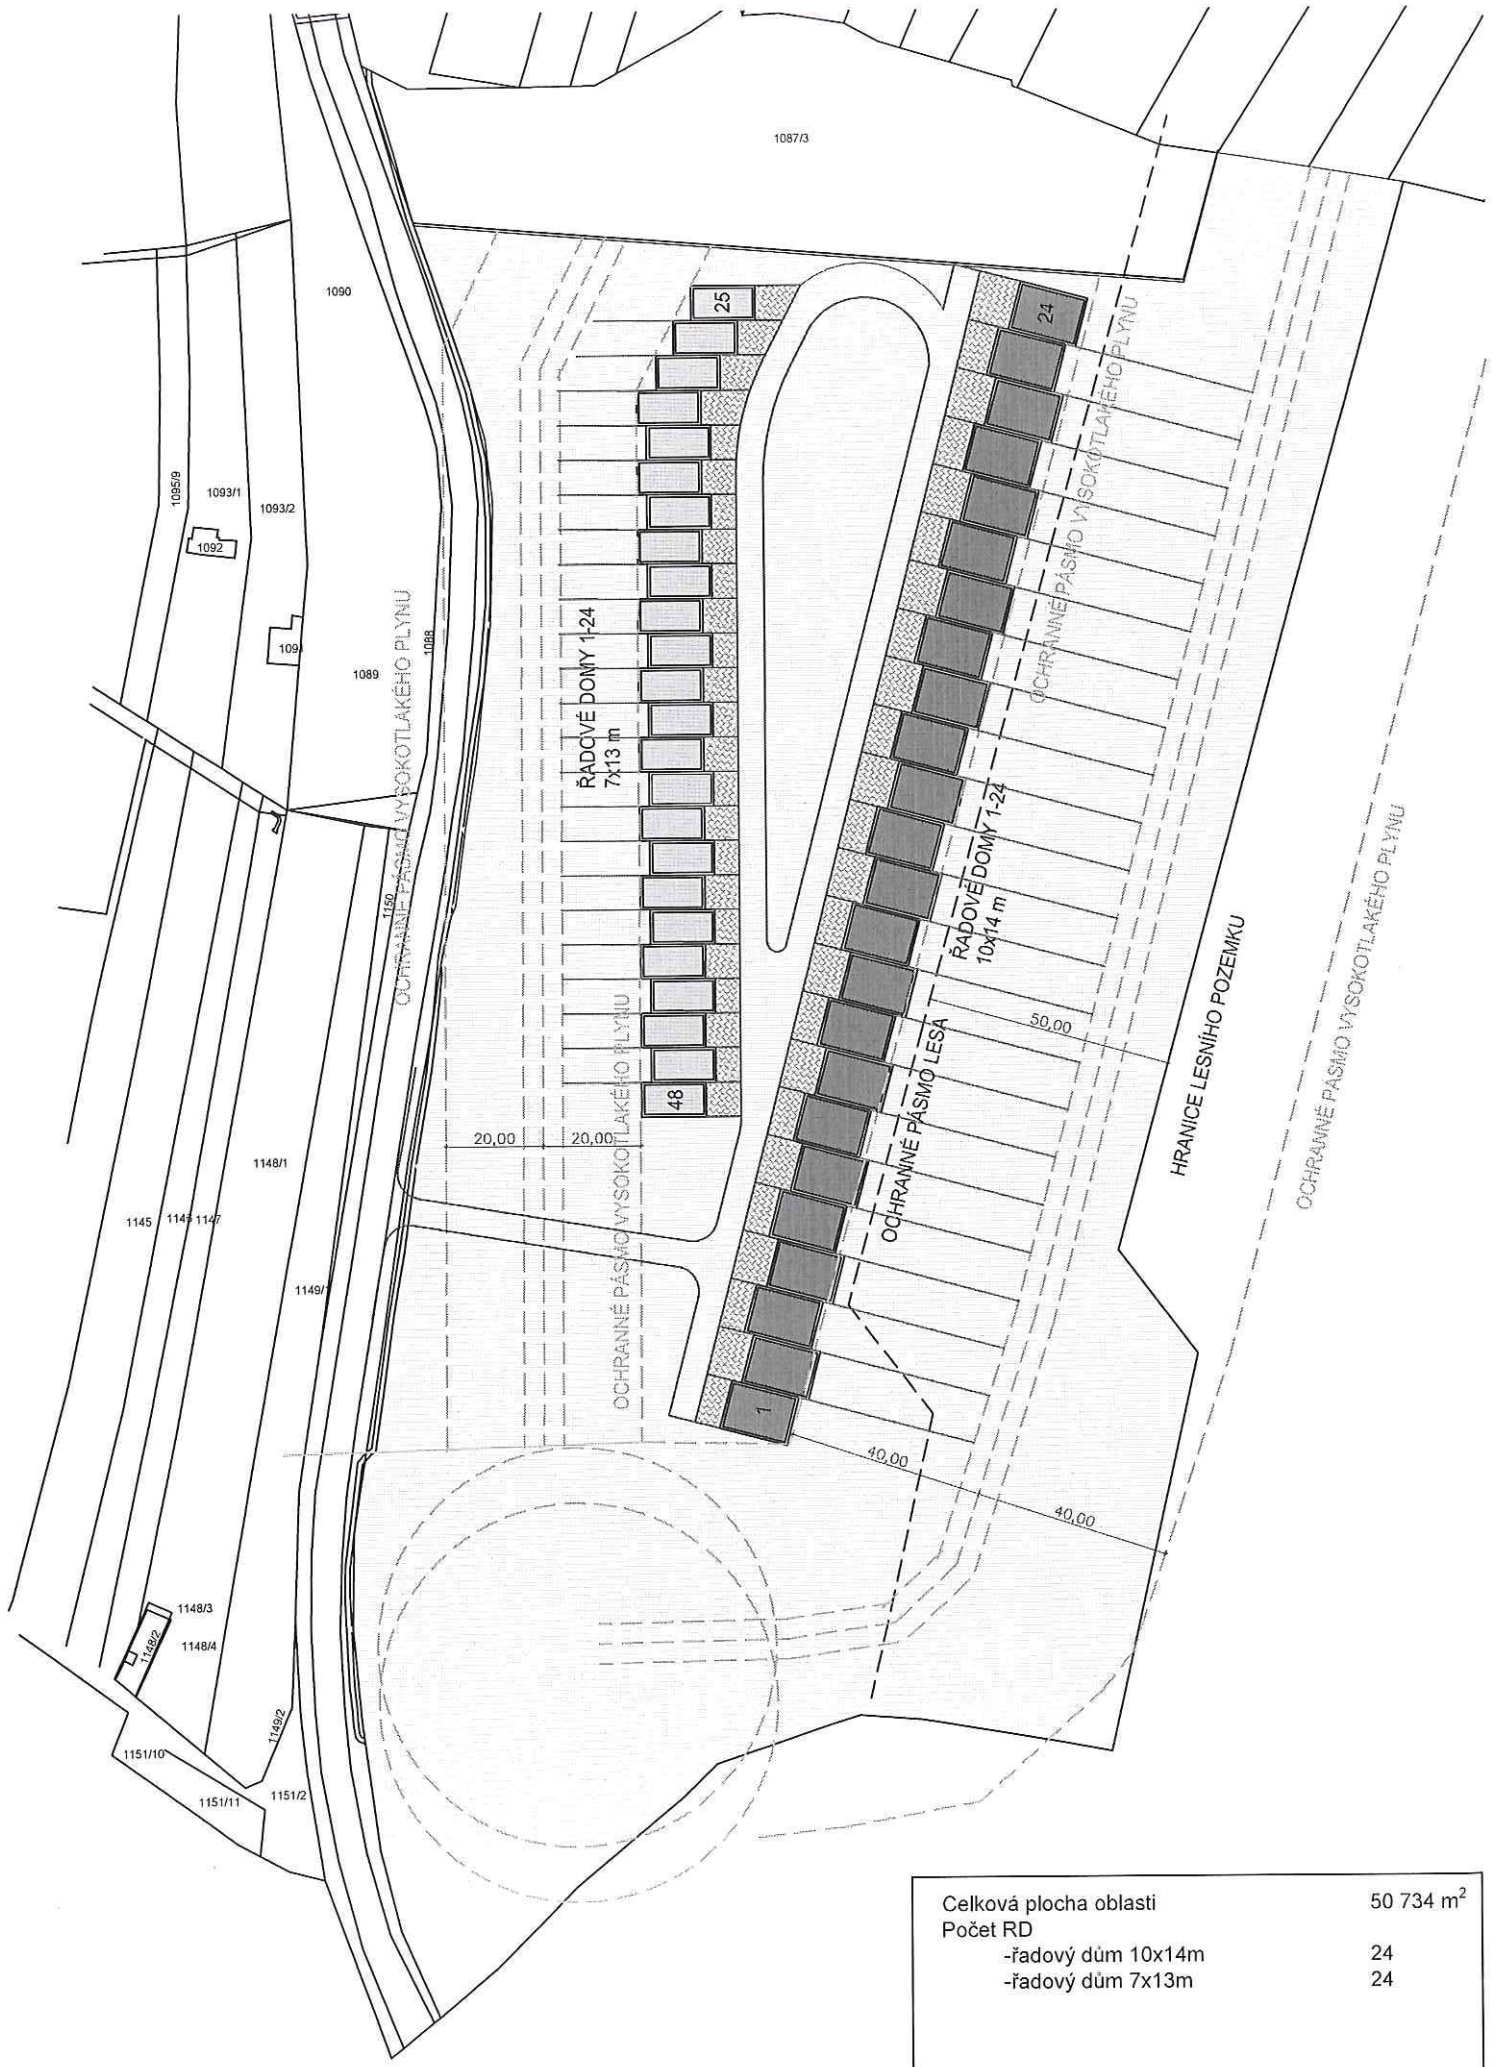 1087/3
1090
25
24
1095/9
1093/1
1093/2
1092
109
1089
1088
OCHRANNÉ PÁSMO VYSOKOTLAKÉHO PLYNU
OCHRANNÉ PÁSMO VYSOKOTLAKÉHO PLYNU
ŘADOVÉ DOMY 1-24
7x13 m
ŘADOVÉ DOMY 1-24
10x14 m
1150
OCHRANNÉ PÁSMO VYSOKOTLAKÉHO PLYNU
HRANICE LESNÍHO POZEMKU
50,00
OCHRANNÉ PÁSMO LESA
OCHRANNÉ PÁSMO VYSOKOTLAKÉHO PLYNU
48
20,00
20,00
1148/1
1145
1146
1147
1149/1
1
40,00
40,00
1148/3
1148/2
1148/4
1149/2
1151/10
1151/2
1151/11
Celková plocha oblasti 50 734 m²
Počet RD
-řadový dům 10x14m 24
-řadový dům 7x13m 24